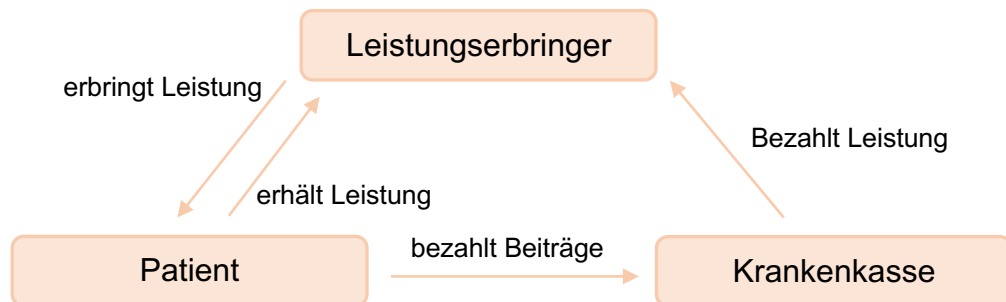 Leistungserbringer
erbringt Leistung
Bezahlt Leistung
erhält Leistung
bezahlt Beiträge
Patient
Krankenkasse